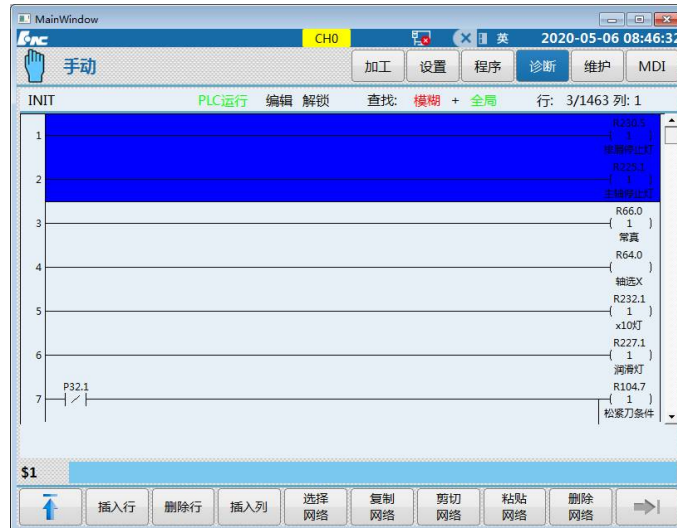 MainWindow
CH0
英
2020-05-06 08:46:32
手动
加工
设置
程序
诊断
维护
MDI
INIT
PLC运行
编辑 解锁
查找: 模糊 + 全局
行: 3/1463 列: 1
1
1
2
R225.1
1
3
R66.0
1
常真
4
R64.0
轴选X
5
R232.1
1
x10灯
6
R227.1
1
润滑灯
7
P32.1
R104.7
1
松紧刀条件
$1
插入行
删除行
插入列
选择
网络
复制
网络
剪切
网络
粘贴
网络
删除
网络